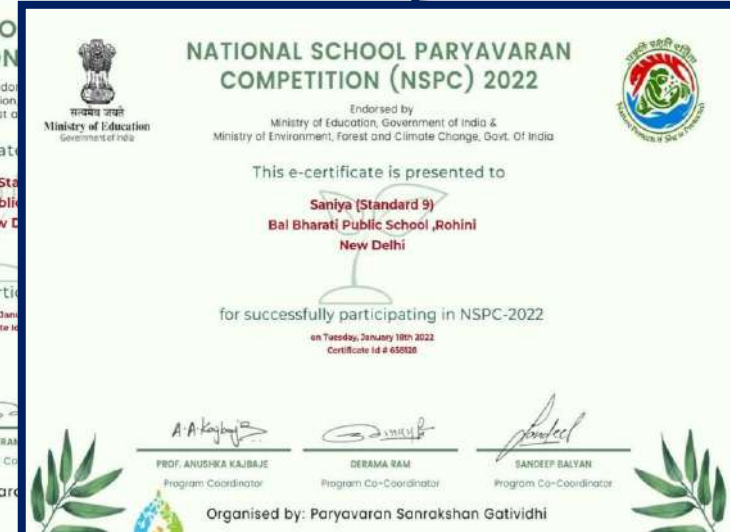 सत्यमेव जयते
Ministry of Education
Government of India
NATIONAL SCHOOL PARYAVARAN
COMPETITION (NSPC) 2022
Endorsed by
Ministry of Education, Government of India &
Ministry of Environment, Forest and Climate Change, Govt. Of India
This e-certificate is presented to
Saniya (Standard 9)
Bal Bharati Public School ,Rohini
New Delhi
for successfully participating in NSPC-2022
on Tuesday, January 18th 2022
Certificate Id #
PROF. ANUSHKA KAJBAJE
Program Coordinator
DERAMA RAM
Program Co-Coordinator
SANDEEP BALYAN
Program Co-Coordinator
Organised by: Paryavaran Sanrakshan Gatividhi